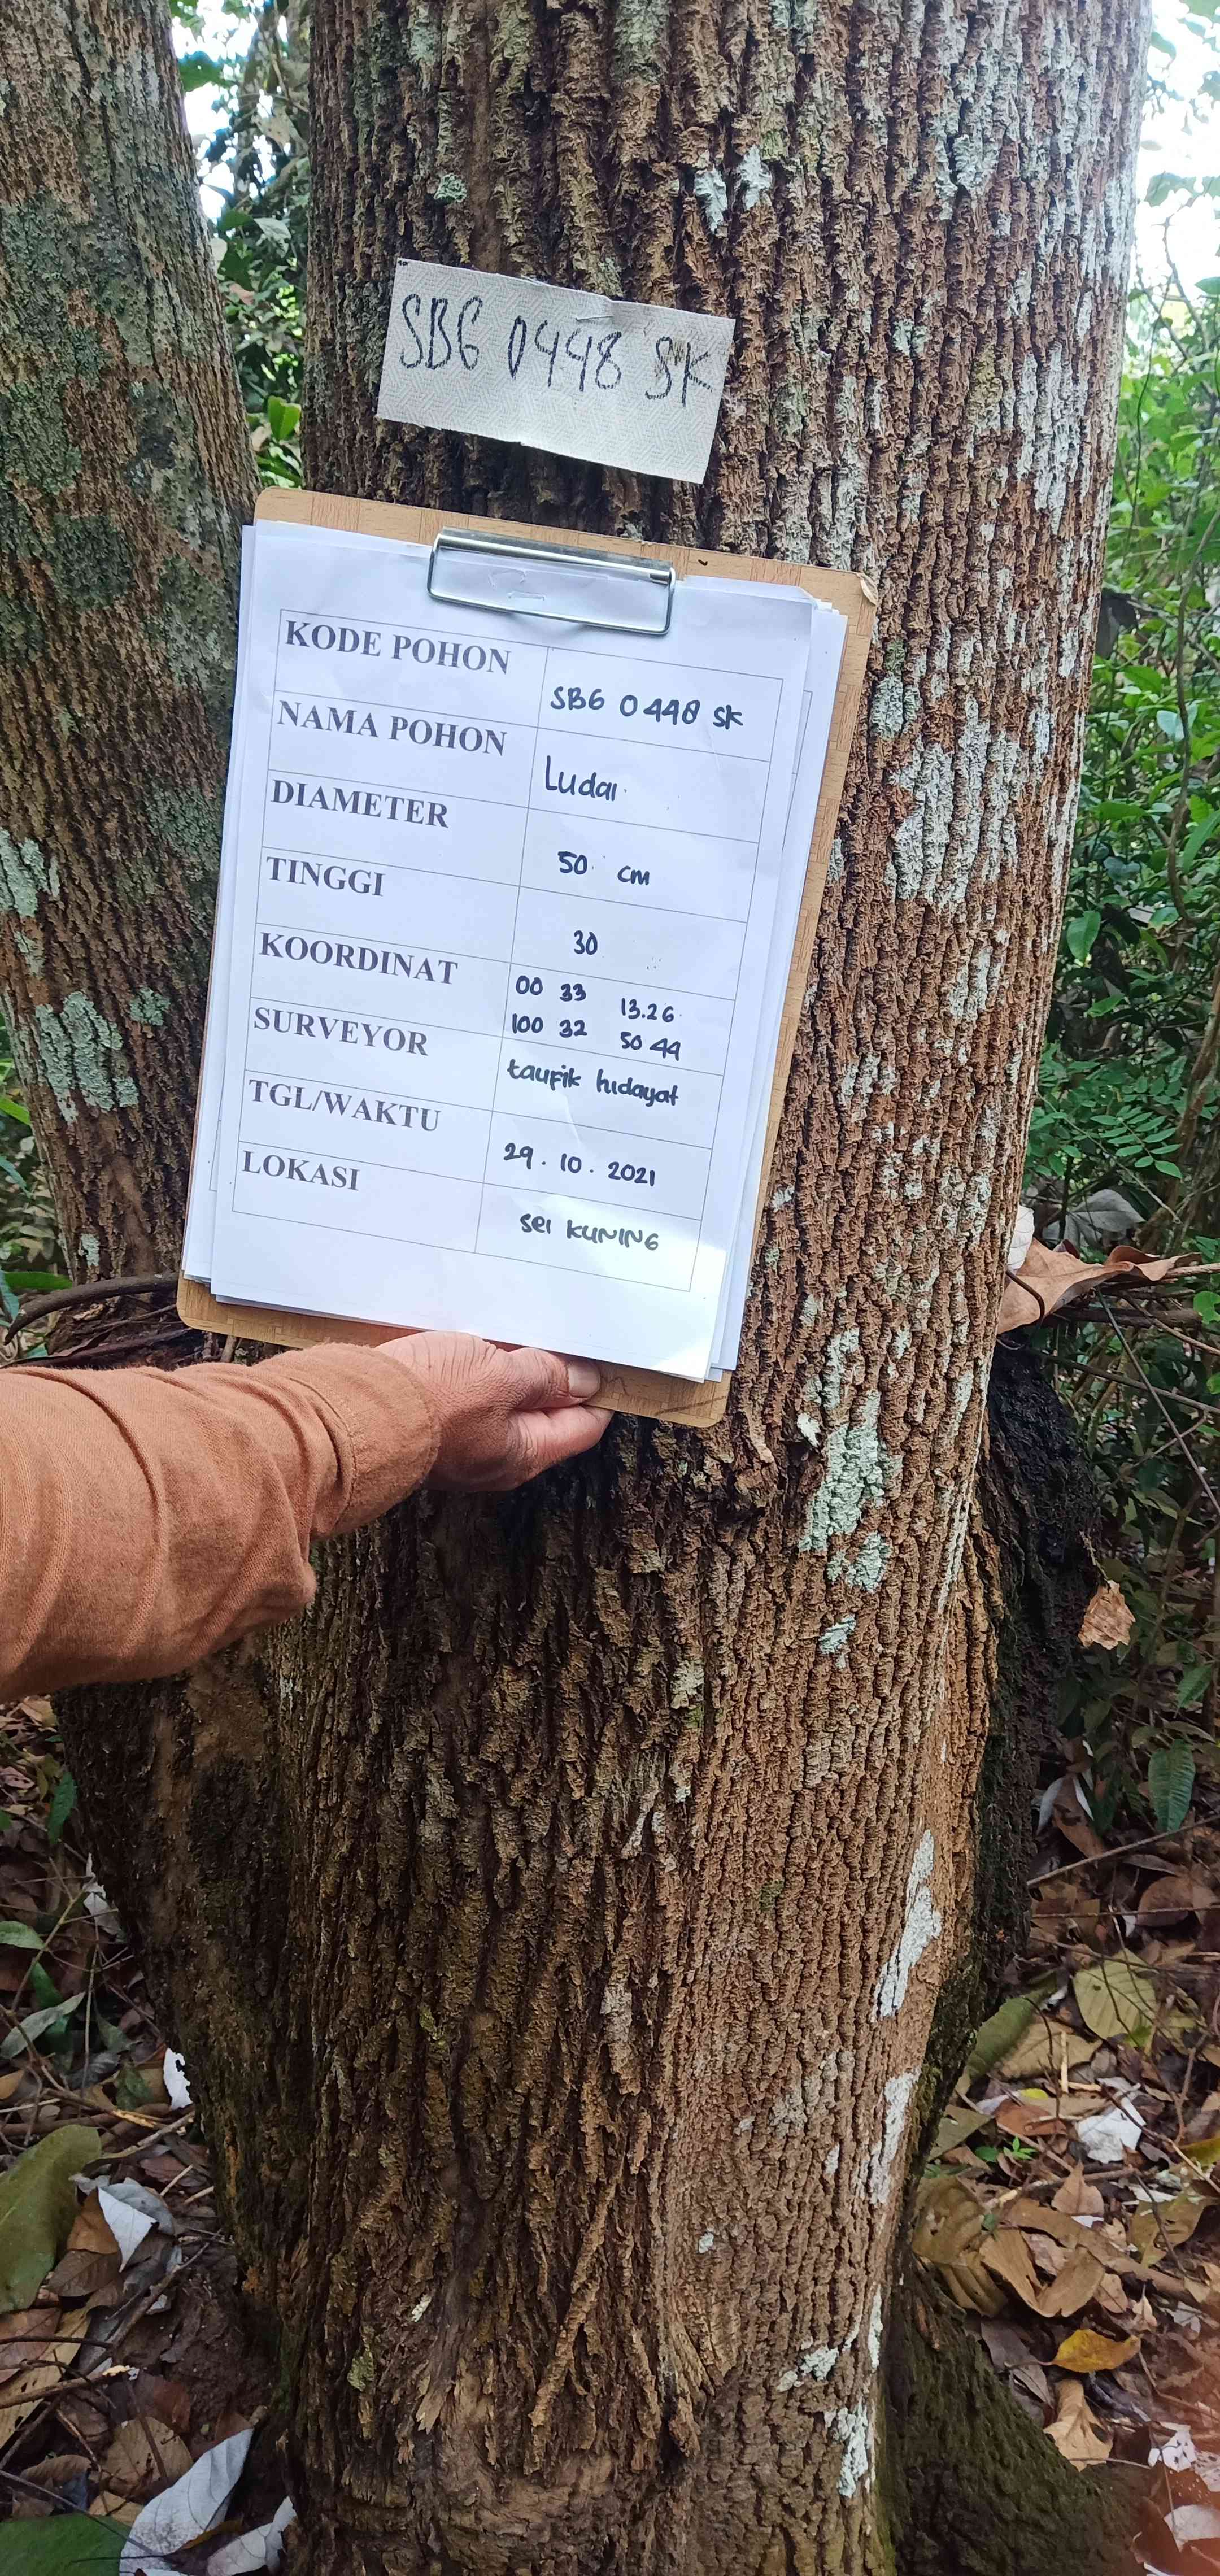 SBG 0448 SK
KODE POHON SBG 0448 SK
NAMA POHON Ludai
DIAMETER 50 cm
TINGGI 30
KOORDINAT 00 33 13.26
100 32 50 44
SURVEYOR taufik hidayat
TGL/WAKTU 29.10.2021
LOKASI sei KUNING